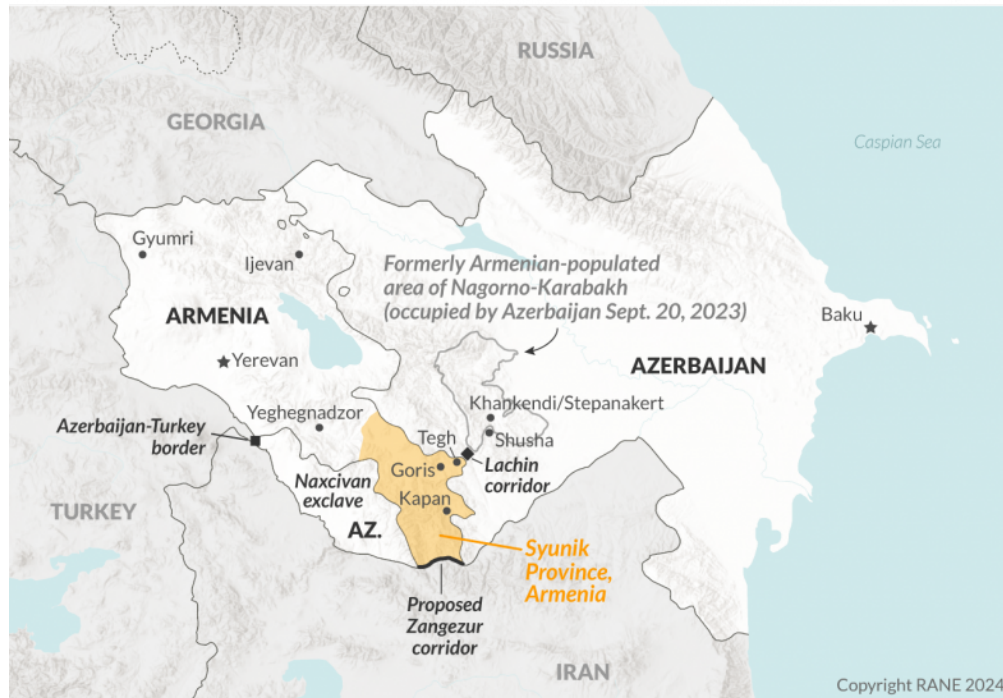 RUSSIA
GEORGIA
Caspian Sea
Gyumri
Ijevan
Formerly Armenian-populated
area of Nagorno-Karabakh
(occupied by Azerbaijan Sept. 20, 2023)
ARMENIA
Baku
Yerevan
AZERBAIJAN
Khankendi/Stepanakert
Yeghegnadzor
Azerbaijan-Turkey
border
Shusha
Tegh
Lachin
corridor
Goris
Naxcivan
exclave
Kapan
TURKEY
AZ.
Syunik
Province,
Armenia
Proposed
Zangezur
corridor
IRAN
Copyright RANE 2024